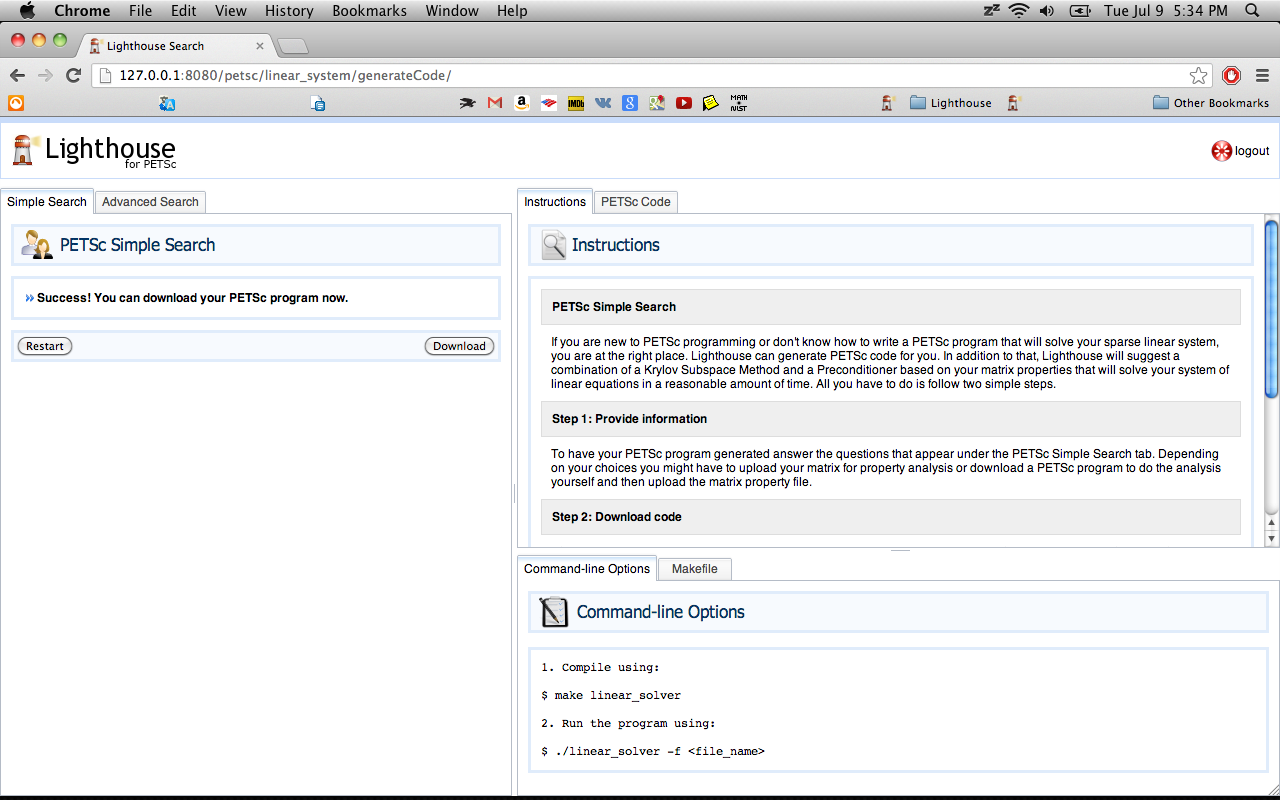 Chrome File Edit View History Bookmarks Window Help Tue Jul 9 5:34 PM
Lighthouse Search
127.0.0.1:8080/petsc/linear_system/generateCode/
IMDb MATH NIST Lighthouse Other Bookmarks
Lighthouse
for PETSc
logout
Simple Search Advanced Search
PETSc Simple Search
» Success! You can download your PETSc program now.
Restart Download
Instructions PETSc Code
Instructions
PETSc Simple Search
If you are new to PETSc programming or don't know how to write a PETSc program that will solve your sparse linear system,
you are at the right place. Lighthouse can generate PETSc code for you. In addition to that, Lighthouse will suggest a
combination of a Krylov Subspace Method and a Preconditioner based on your matrix properties that will solve your system of
linear equations in a reasonable amount of time. All you have to do is follow two simple steps.
Step 1: Provide information
To have your PETSc program generated answer the questions that appear under the PETSc Simple Search tab. Depending
on your choices you might have to upload your matrix for property analysis or download a PETSc program to do the analysis
yourself and then upload the matrix property file.
Step 2: Download code
Command-line Options Makefile
Command-line Options
1. Compile using:
$ make linear_solver
2. Run the program using:
$ ./linear_solver -f <file_name>